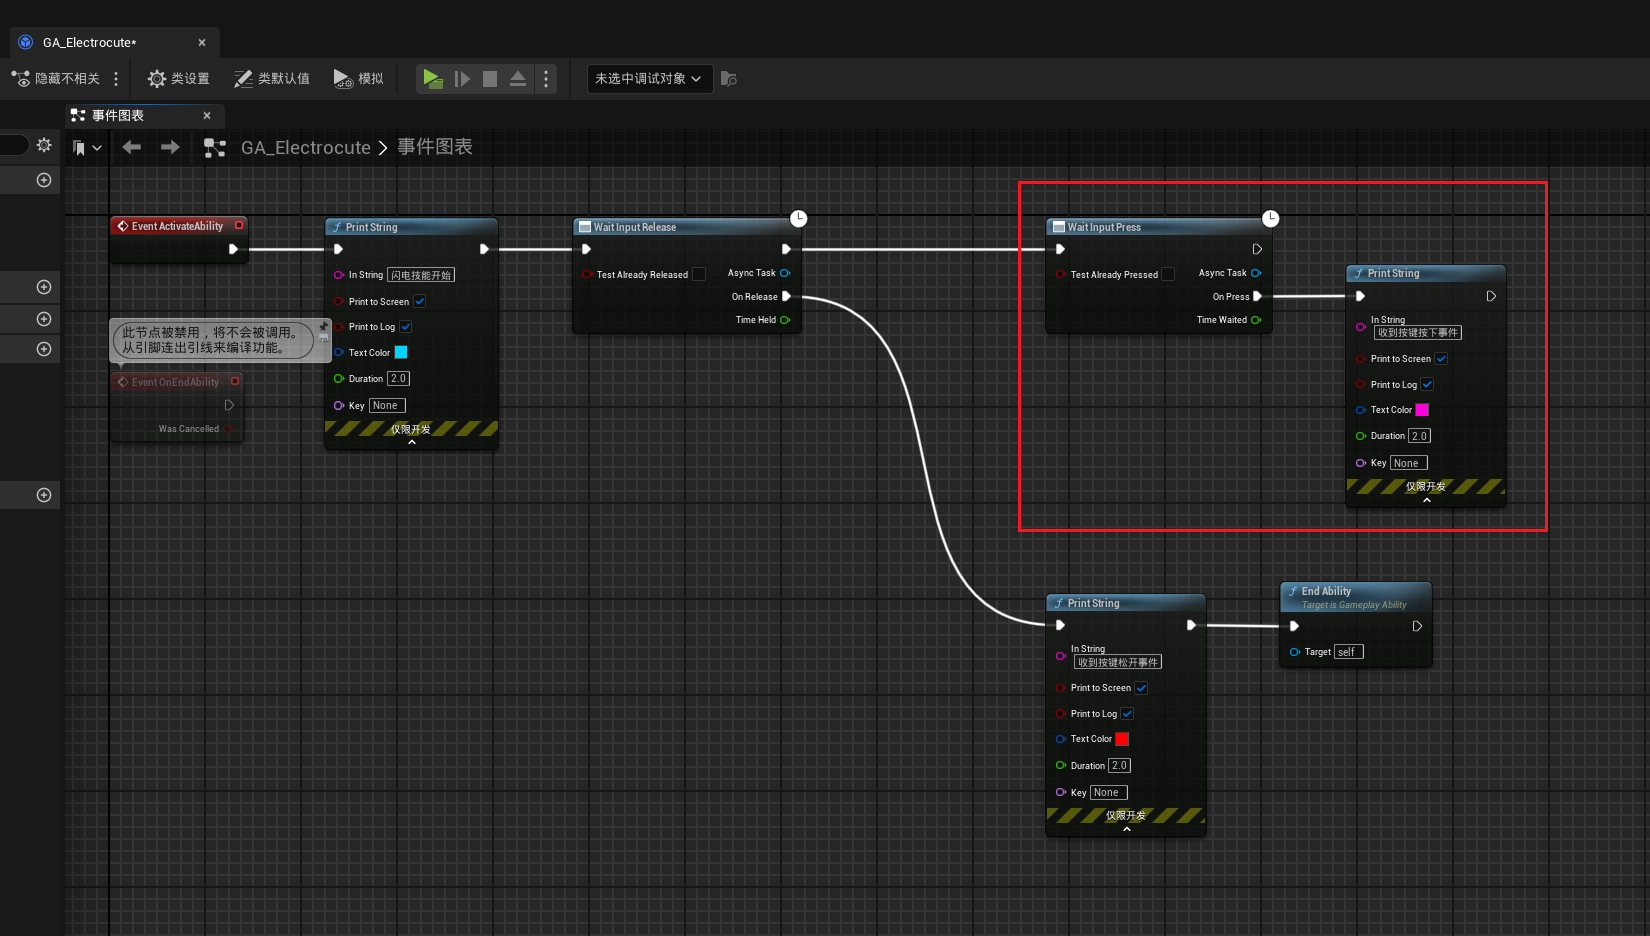 GA_Electrocute*
隐藏不相关
类设置
类默认值
模拟
未选中调试对象
事件图表
GA_Electrocute
事件图表
Event ActivateAbility
Print String
In String 闪电技能开始
Print to Screen
Print to Log
Text Color
Duration 2.0
Key None
仅限开发
此节点被禁用，将不会被调用。
从引脚连出引线来编译功能。
Event OnEndAbility
Was Cancelled
Wait Input Release
Test Already Released
Async Task
On Release
Time Held
Wait Input Press
Test Already Pressed
Async Task
On Press
Time Waited
Print String
In String
收到按键按下事件
Print to Screen
Print to Log
Text Color
Duration 2.0
Key None
仅限开发
Print String
In String
收到按键松开事件
Print to Screen
Print to Log
Text Color
Duration 2.0
Key None
仅限开发
End Ability
Target is Gameplay Ability
Target self